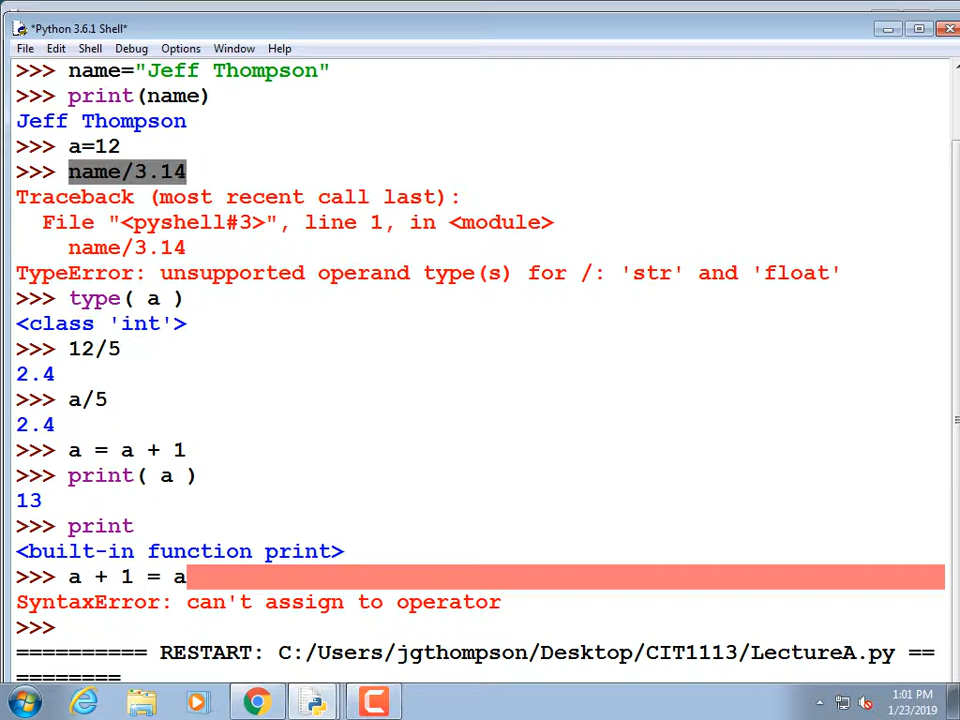 *Python 3.6.1 Shell*
File Edit Shell Debug Options Window Help
>>> name="Jeff Thompson"
>>> print(name)
Jeff Thompson
>>> a=12
>>> name/3.14
Traceback (most recent call last):
  File "<pyshell#3>", line 1, in <module>
    name/3.14
TypeError: unsupported operand type(s) for /: 'str' and 'float'
>>> type( a )
<class 'int'>
>>> 12/5
2.4
>>> a/5
2.4
>>> a = a + 1
>>> print( a )
13
>>> print
<built-in function print>
>>> a + 1 = a
SyntaxError: can't assign to operator
>>>
========== RESTART: C:/Users/jgthompson/Desktop/CIT1113/LectureA.py ==
========
1:01 PM
1/23/2019